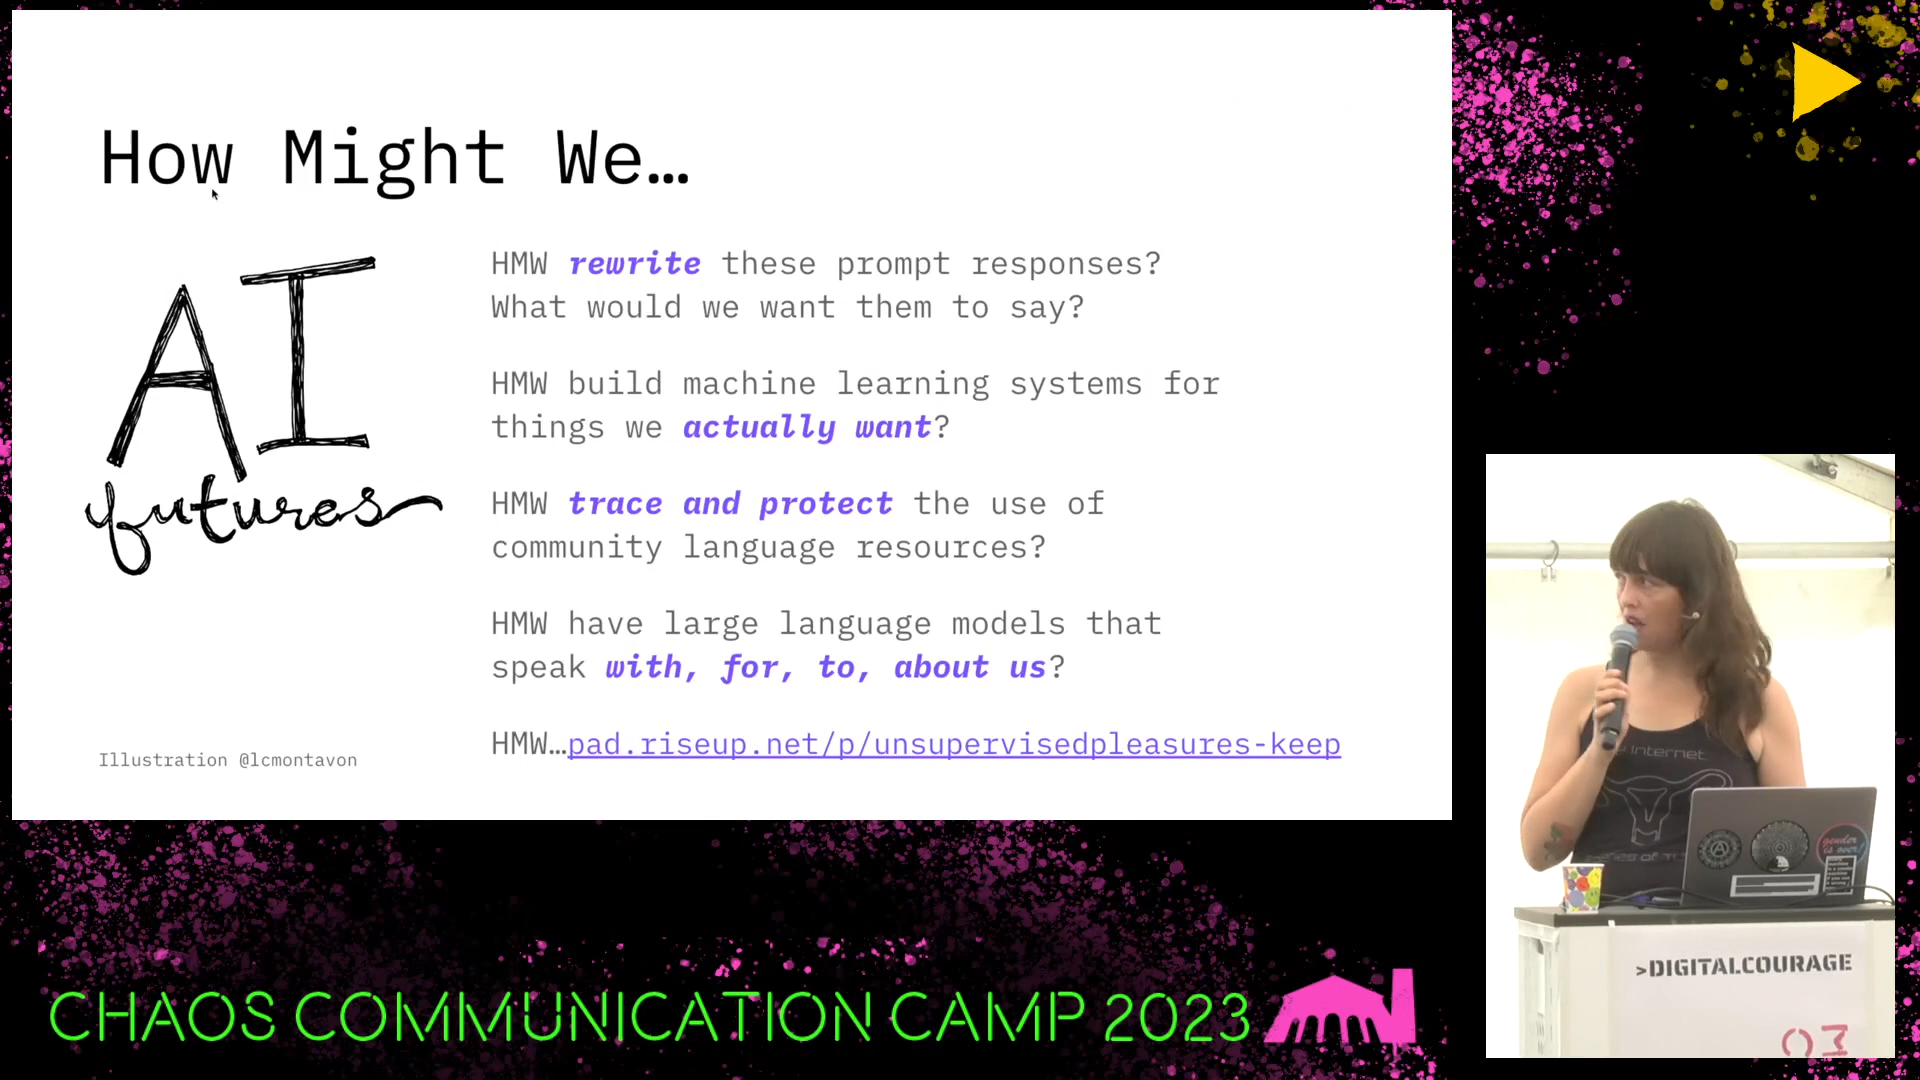 How Might We…
AI
futures
HMW rewrite these prompt responses?
What would we want them to say?
HMW build machine learning systems for
things we actually want?
HMW trace and protect the use of
community language resources?
HMW have large language models that
speak with, for, to, about us?
HMW…pad.riseup.net/p/unsupervisedpleasures-keep
Illustration @lcmontavon
Internet
gender
is over!
>DIGITALCOURAGE
CHAOS COMMUNICATION CAMP 2023